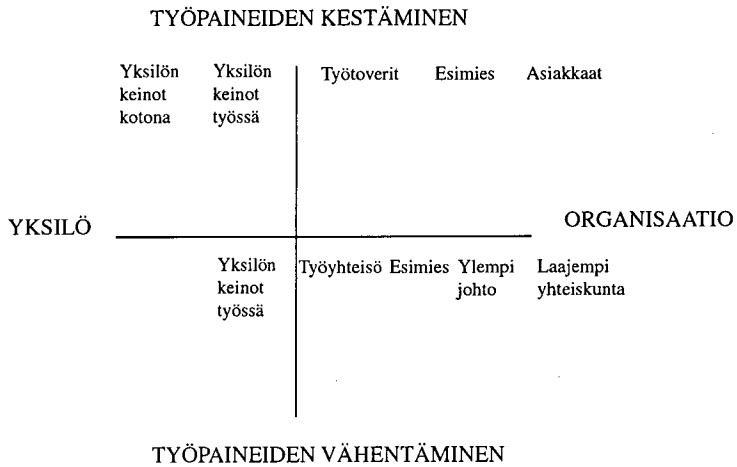 TYÖPAINEIDEN KESTÄMINEN
Yksilön Yksilön Työtoverit Esimies Asiakkaat
keinot keinot
kotona työssä
YKSILÖ ORGANISAATIO
Yksilön Työyhteisö Esimies Ylempi Laajempi
keinot johto yhteiskunta
työssä
TYÖPAINEIDEN VÄHENTÄMINEN